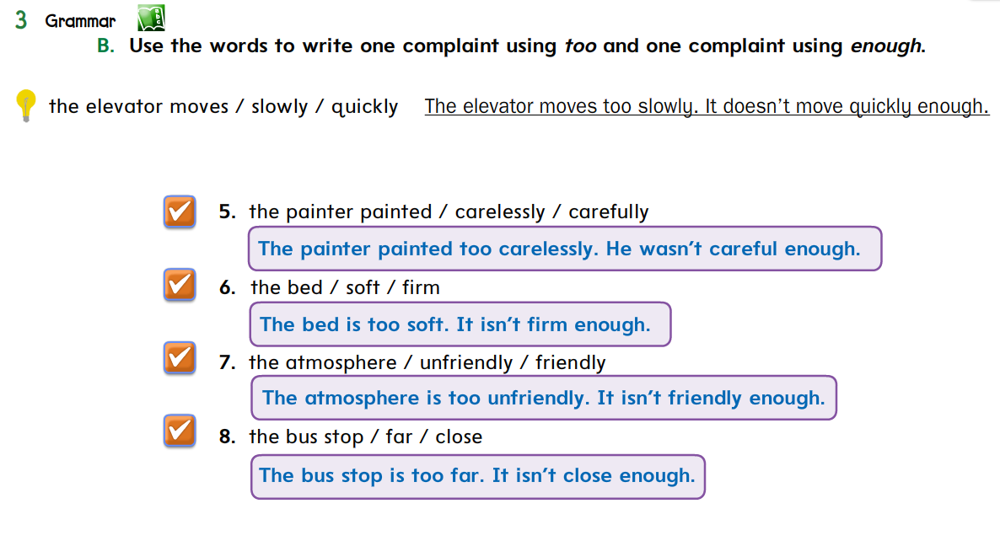 3 Grammar
abc
B. Use the words to write one complaint using too and one complaint using enough.
the elevator moves / slowly / quickly The elevator moves too slowly. It doesn't move quickly enough.
5. the painter painted / carelessly / carefully
The painter painted too carelessly. He wasn't careful enough.
6. the bed / soft / firm
The bed is too soft. It isn't firm enough.
7. the atmosphere / unfriendly / friendly
The atmosphere is too unfriendly. It isn't friendly enough.
8. the bus stop / far / close
The bus stop is too far. It isn't close enough.